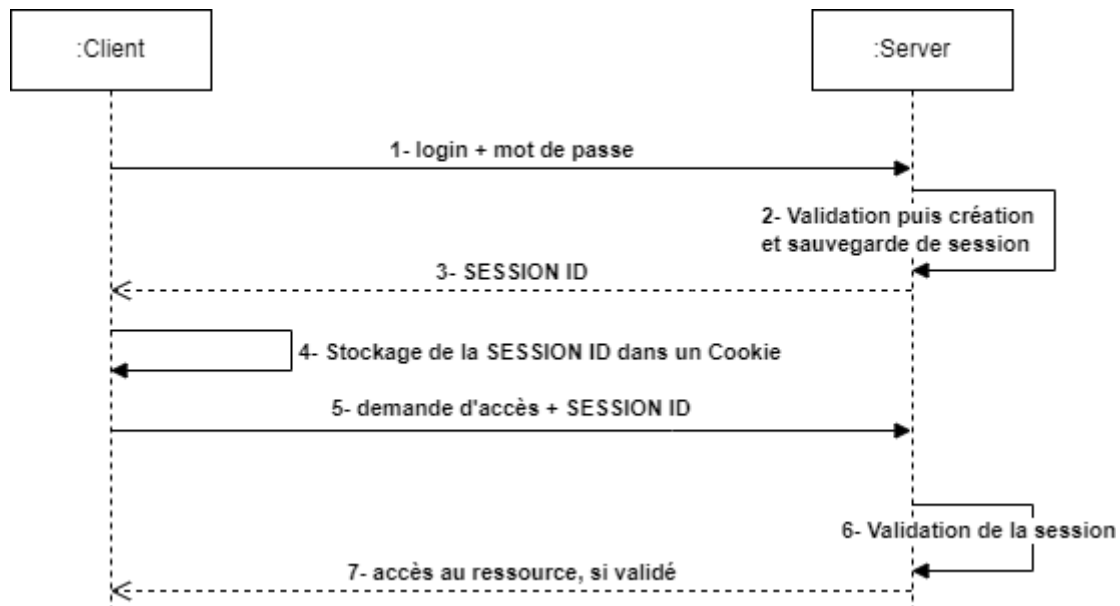 :Client
:Server
1- login + mot de passe
2- Validation puis création
et sauvegarde de session
3- SESSION ID
4- Stockage de la SESSION ID dans un Cookie
5- demande d'accès + SESSION ID
6- Validation de la session
7- accès au ressource, si validé